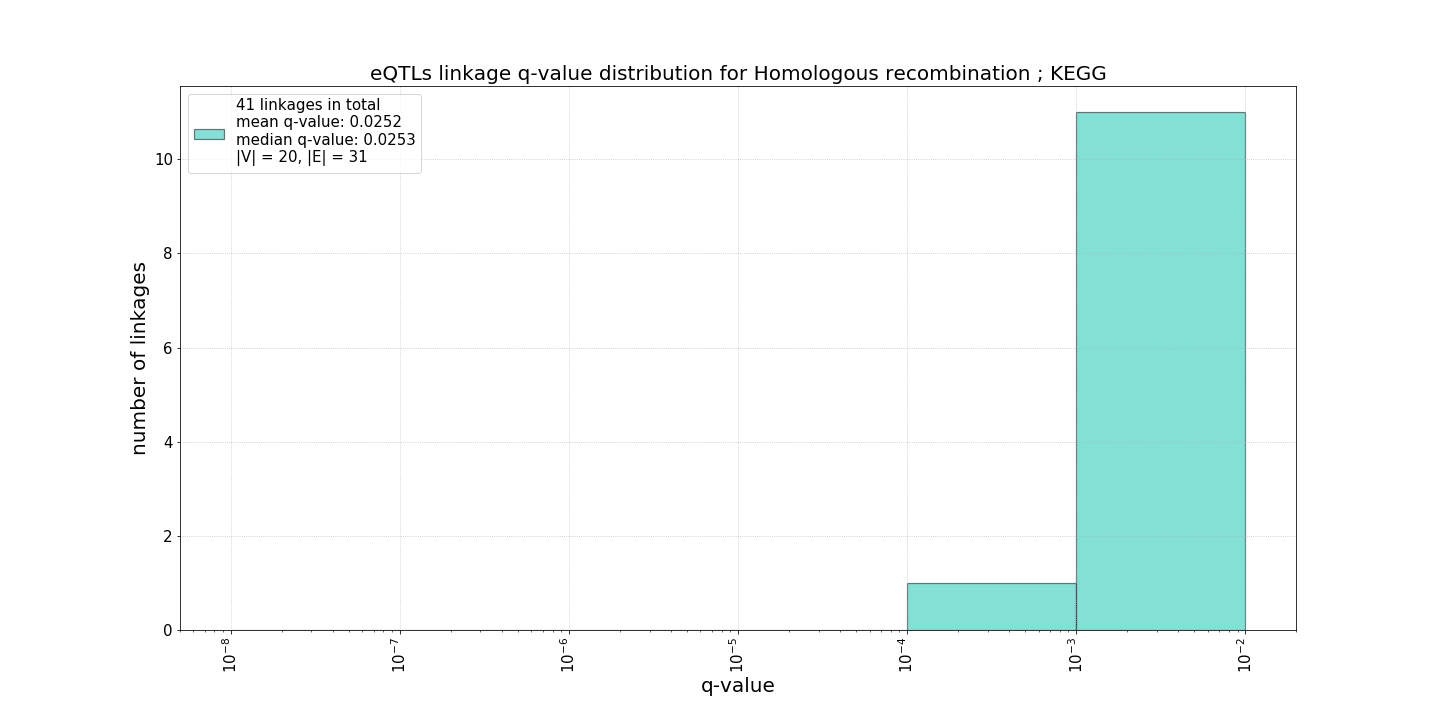 eQTLs linkage q-value distribution for Homologous recombination ; KEGG
41 linkages in total
mean q-value: 0.0252
median q-value: 0.0253
|V| = 20, |E| = 31
number of linkages
10
8
6
4
2
0
10⁻⁸
10⁻⁷
10⁻⁶
10⁻⁵
10⁻⁴
10⁻³
10⁻²
q-value